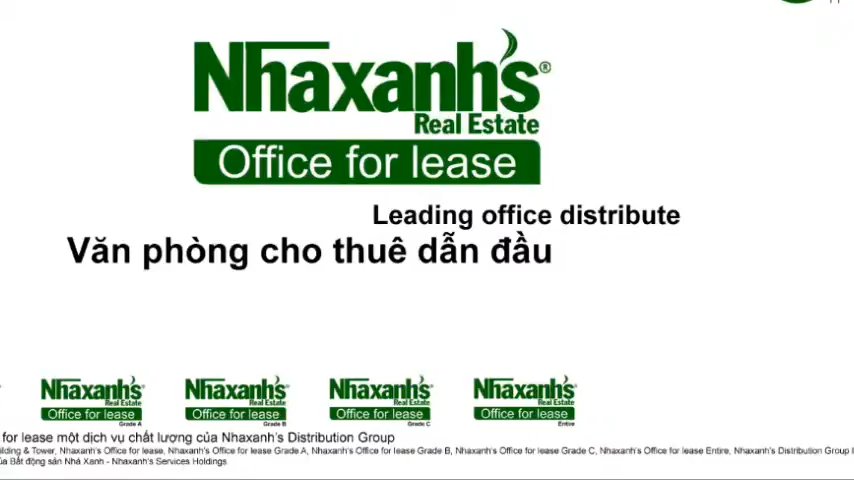 Nhaxanh's®
Real Estate
Office for lease
Leading office distribute
Văn phòng cho thuê dẫn đầu
Nhaxanh's® Nhaxanh's® Nhaxanh's® Nhaxanh's®
Real Estate Real Estate Real Estate Real Estate
Office for lease Office for lease Office for lease Office for lease
Grade A Grade B Grade C Entire
for lease một dịch vụ chất lượng của Nhaxanh's Distribution Group
& Tower, Nhaxanh's Office for lease, Nhaxanh's Office for lease Grade A, Nhaxanh's Office for lease Grade B, Nhaxanh's Office for lease Grade C, Nhaxanh's Office for lease Entire, Nhaxanh's Distribution Group
Bất động sản Nhà Xanh - Nhaxanh's Services Holdings